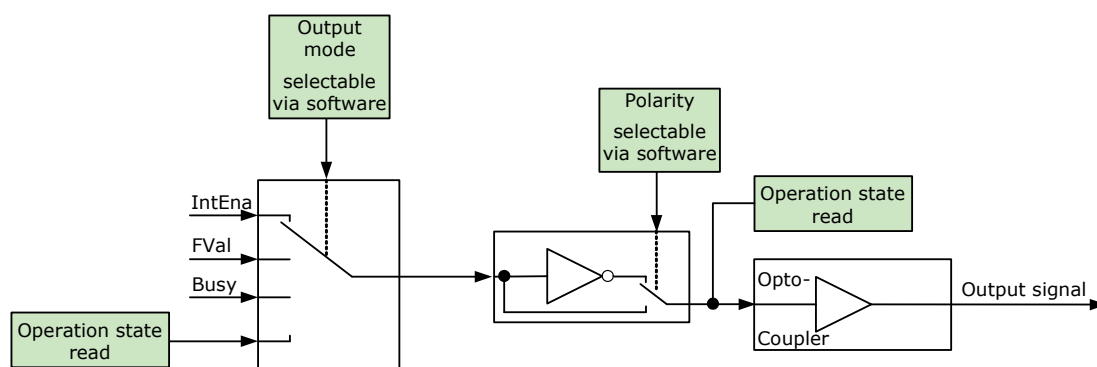 Output
mode
selectable
via software
Polarity
selectable
via software
IntEna
Operation state
read
FVal
Busy
Opto-
Coupler
Output signal
Operation state
read